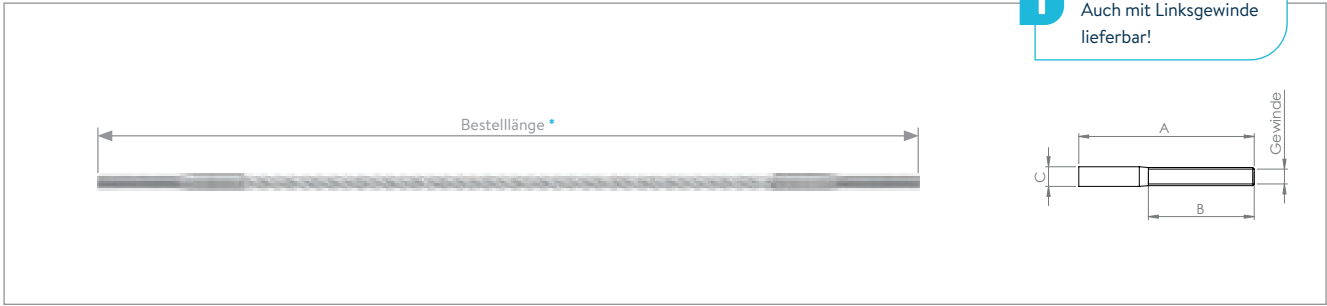 Auch mit Linksgewinde
lieferbar!
Bestelllänge *
A
Gewinde
C
B